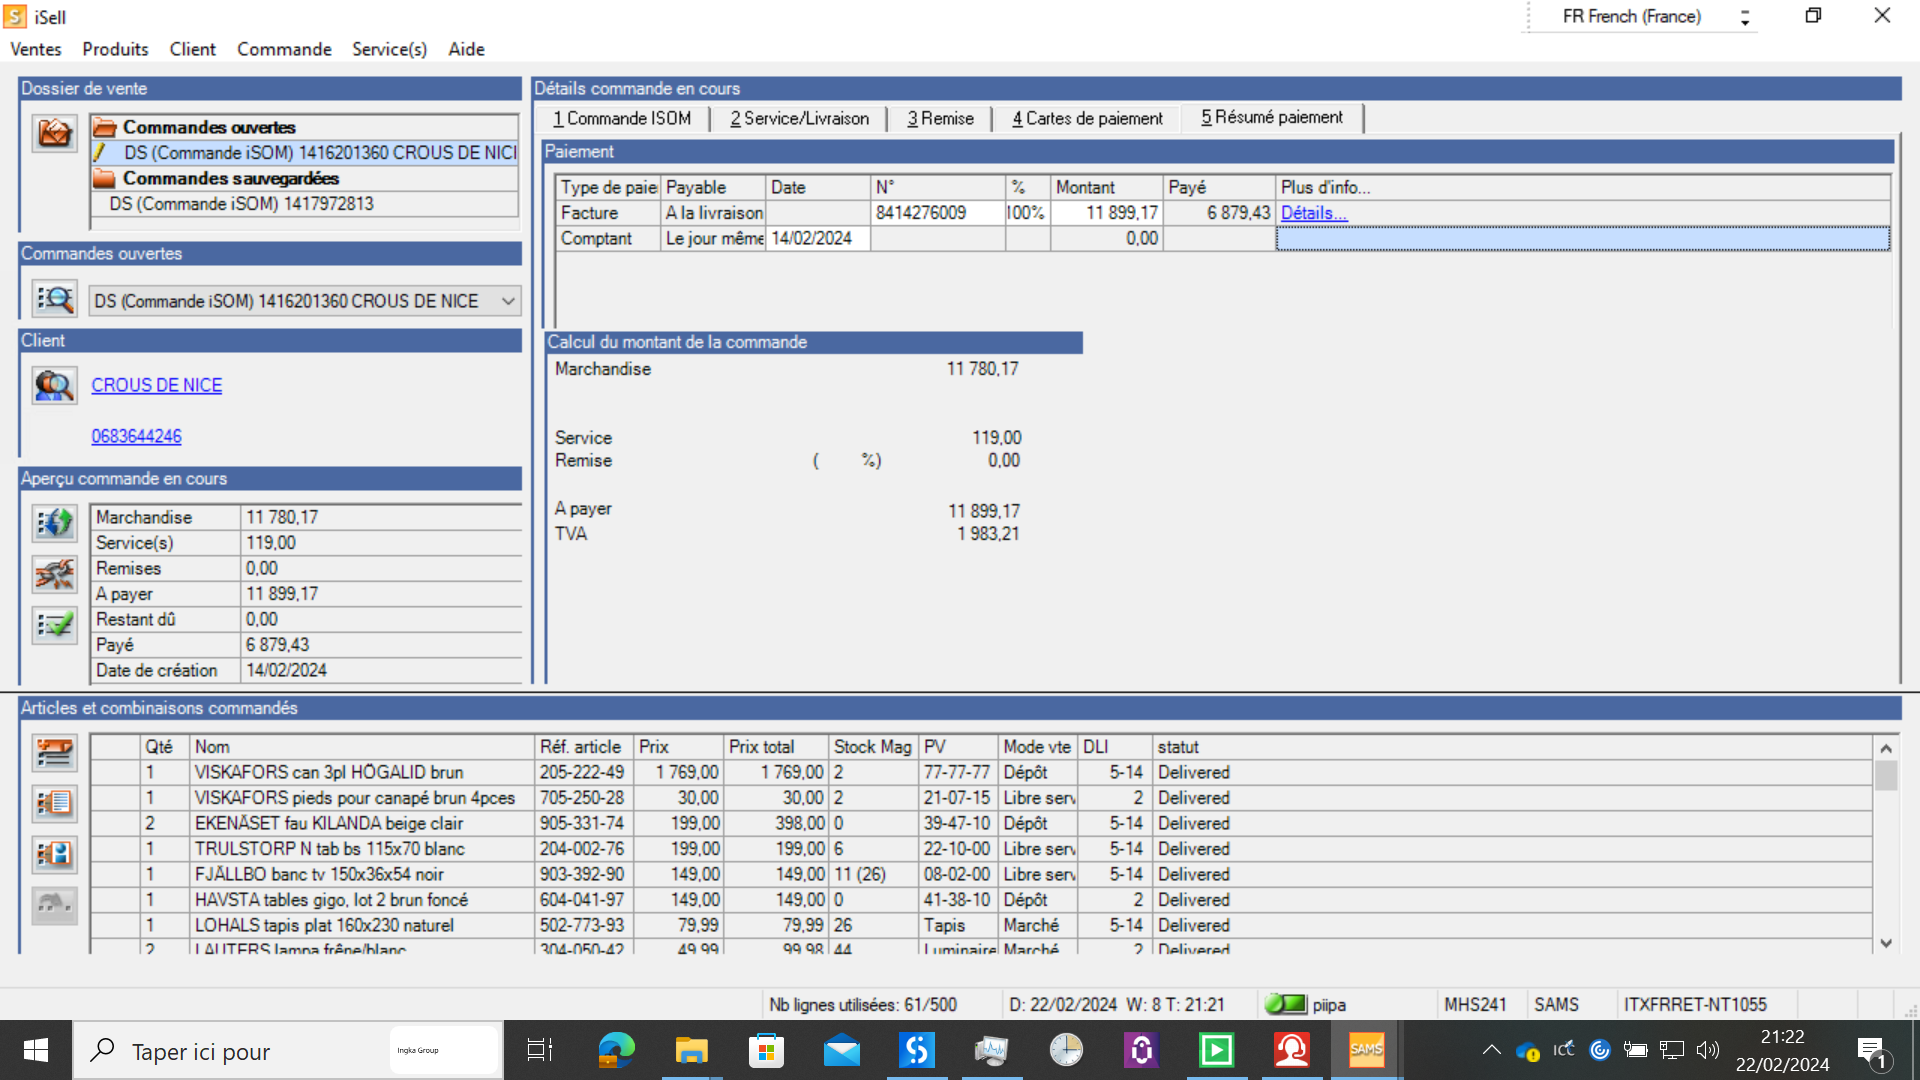 iSell
FR French (France)
Ventes Produits Client Commande Service(s) Aide
Dossier de vente
Commandes ouvertes
DS (Commande iSOM) 1416201360 CROUS DE NICI
Commandes sauvegardées
DS (Commande iSOM) 1417972813
Commandes ouvertes
DS (Commande iSOM) 1416201360 CROUS DE NICE
Client
CROUS DE NICE
0683644246
Aperçu commande en cours
Marchandise 11 780,17
Service(s) 119,00
Remises 0,00
A payer 11 899,17
Restant dû 0,00
Payé 6 879,43
Date de création 14/02/2024
Détails commande en cours
1 Commande ISOM 2 Service/Livraison 3 Remise 4 Cartes de paiement 5 Résumé paiement
Paiement
Type de paie Payable Date N° % Montant Payé Plus d'info...
Facture A la livraison 8414276009 100% 11 899,17 6 879,43 Détails...
Comptant Le jour même 14/02/2024 0,00
Calcul du montant de la commande
Marchandise 11 780,17
Service 119,00
Remise ( %) 0,00
A payer 11 899,17
TVA 1 983,21
Articles et combinaisons commandés
Qté Nom Réf. article Prix Prix total Stock Mag PV Mode vte DLI statut
1 VISKAFORS can 3pl HÖGALID brun 205-222-49 1 769,00 1 769,00 2 77-77-77 Dépôt 5-14 Delivered
1 VISKAFORS pieds pour canapé brun 4pces 705-250-28 30,00 30,00 2 21-07-15 Libre serv 2 Delivered
2 EKENÄSET fau KILANDA beige clair 905-331-74 199,00 398,00 0 39-47-10 Dépôt 5-14 Delivered
1 TRULSTORP N tab bs 115x70 blanc 204-002-76 199,00 199,00 6 22-10-00 Libre serv 5-14 Delivered
1 FJÄLLBO banc tv 150x36x54 noir 903-392-90 149,00 149,00 11 (26) 08-02-00 Libre serv 5-14 Delivered
1 HAVSTA tables gigo, lot 2 brun foncé 604-041-97 149,00 149,00 0 41-38-10 Dépôt 2 Delivered
1 LOHALS tapis plat 160x230 naturel 502-773-93 79,99 79,99 26 Tapis Marché 5-14 Delivered
2 LAUTERS lampa frêne/blanc 304-050-42 49,99 99,98 44 Luminaire Marché 2 Delivered
Nb lignes utilisées: 61/500 D: 22/02/2024 W: 8 T: 21:21 piipa MHS241 SAMS ITXFRRET-NT1055
Taper ici pour
Ingka Group
SAMS
ICC
21:22
22/02/2024
1